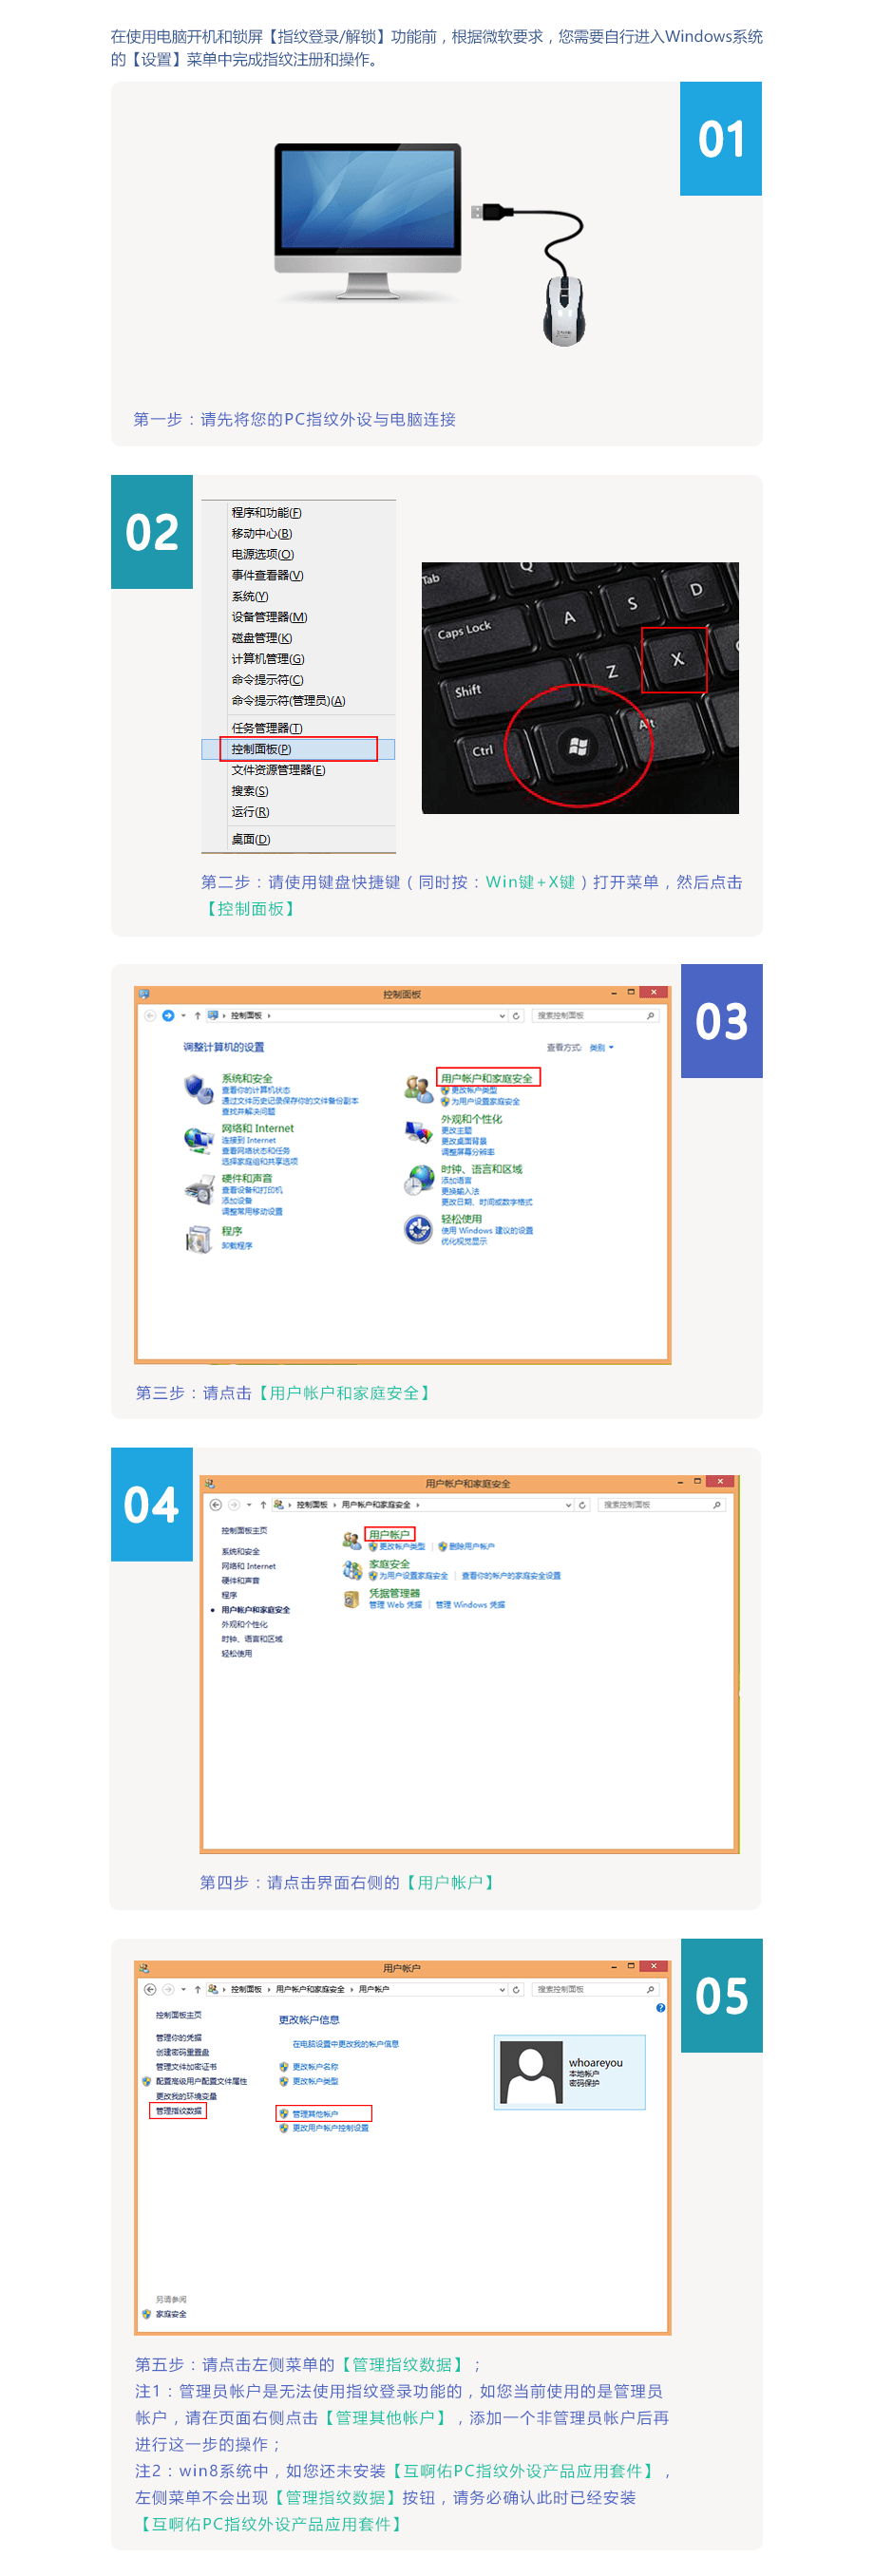 在使用电脑开机和锁屏【指纹登录/解锁】功能前，根据微软要求，您需要自行进入Windows系统
的【设置】菜单中完成指纹注册和操作。
01
第一步：请先将您的PC指纹外设与电脑连接
02
程序和功能(F)
移动中心(B)
电源选项(O)
事件查看器(V)
系统(Y)
设备管理器(M)
磁盘管理(K)
计算机管理(G)
命令提示符(C)
命令提示符(管理员)(A)
任务管理器(T)
控制面板(P)
文件资源管理器(E)
搜索(S)
运行(R)
桌面(D)
Tab
Q
Caps Lock
A
S
D
Shift
Z
X
Ctrl
Alt
第二步：请使用键盘快捷键（同时按：Win键+X键）打开菜单，然后点击
【控制面板】
03
控制面板
控制面板
搜索控制面板
调整计算机的设置
查看方式: 类别
系统和安全
查看你的计算机状态
通过文件历史记录保存你的文件备份副本
查找并解决问题
网络和 Internet
连接到 Internet
查看网络状态和任务
选择家庭组和共享选项
硬件和声音
查看设备和打印机
添加设备
调整常用移动设置
程序
卸载程序
用户帐户和家庭安全
更改帐户类型
为用户设置家庭安全
外观和个性化
更改主题
更改桌面背景
调整屏幕分辨率
时钟、语言和区域
添加语言
更换输入法
更改日期、时间或数字格式
轻松使用
使用 Windows 建议的设置
优化视觉显示
第三步：请点击【用户帐户和家庭安全】
04
用户帐户和家庭安全
控制面板 用户帐户和家庭安全
搜索控制面板
控制面板主页
系统和安全
网络和 Internet
硬件和声音
程序
用户帐户和家庭安全
外观和个性化
时钟、语言和区域
轻松使用
用户帐户
更改帐户类型 删除用户帐户
家庭安全
为用户设置家庭安全 查看你的帐户的家庭安全设置
凭据管理器
管理 Web 凭据 管理 Windows 凭据
第四步：请点击界面右侧的【用户帐户】
05
用户帐户
控制面板 用户帐户和家庭安全 用户帐户
搜索控制面板
控制面板主页
管理你的凭据
创建密码重置盘
管理文件加密证书
配置高级用户配置文件属性
更改我的环境变量
管理指纹数据
更改帐户信息
在电脑设置中更改我的帐户信息
更改帐户名称
更改帐户类型
管理其他帐户
更改用户帐户控制设置
whoareyou
本地帐户
密码保护
另请参阅
家庭安全
第五步：请点击左侧菜单的【管理指纹数据】；
注1：管理员帐户是无法使用指纹登录功能的，如您当前使用的是管理员
帐户，请在页面右侧点击【管理其他帐户】，添加一个非管理员帐户后再
进行这一步的操作；
注2：win8系统中，如您还未安装【互啊佑PC指纹外设产品应用套件】，
左侧菜单不会出现【管理指纹数据】按钮，请务必确认此时已经安装
【互啊佑PC指纹外设产品应用套件】